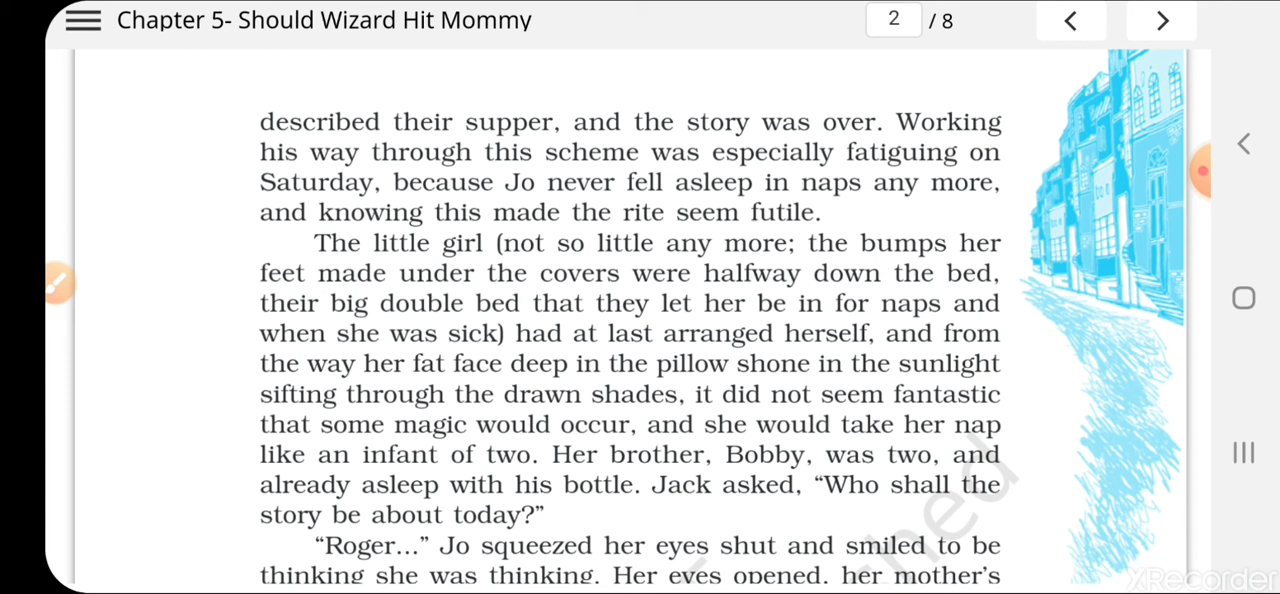 Chapter 5- Should Wizard Hit Mommy
2 / 8
described their supper, and the story was over. Working
his way through this scheme was especially fatiguing on
Saturday, because Jo never fell asleep in naps any more,
and knowing this made the rite seem futile.
The little girl (not so little any more; the bumps her
feet made under the covers were halfway down the bed,
their big double bed that they let her be in for naps and
when she was sick) had at last arranged herself, and from
the way her fat face deep in the pillow shone in the sunlight
sifting through the drawn shades, it did not seem fantastic
that some magic would occur, and she would take her nap
like an infant of two. Her brother, Bobby, was two, and
already asleep with his bottle. Jack asked, “Who shall the
story be about today?”
“Roger...” Jo squeezed her eyes shut and smiled to be
thinking she was thinking. Her eyes opened, her mother’s
XRecorder